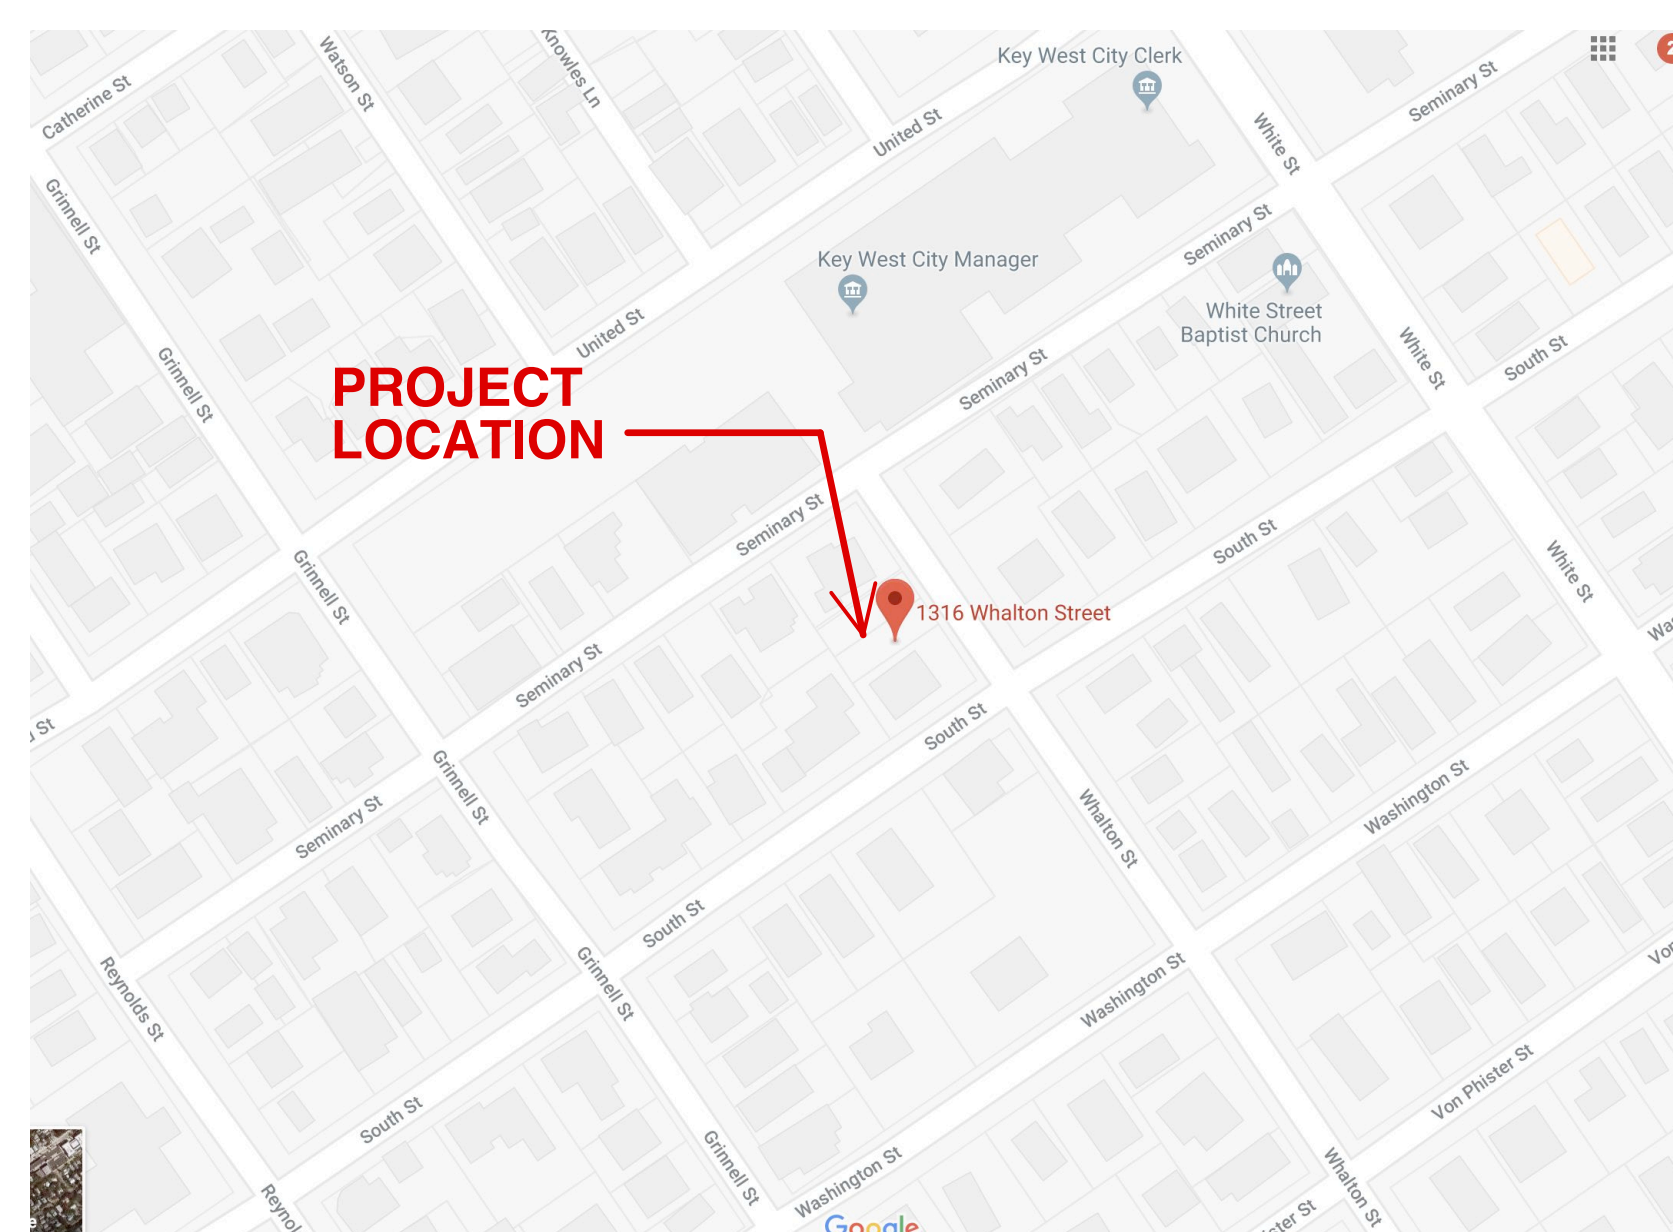 Key West City Clerk
Catherine St
Watson St
Knowles Ln
United St
White St
Seminary St
2
Grinnell St
Seminary St
Key West City Manager
White Street
Baptist Church
United St
Grinnell St
Seminary St
White St
South St
PROJECT
LOCATION
Seminary St
South St
White St
Grinnell St
1316 Whalton Street
Seminary St
South St
St
Grinnell St
Seminary St
Whalton St
Washington St
South St
Reynolds St
Grinnell St
Washington St
Von Phister St
South St
Grinnell St
Washington St
Whalton St
Google